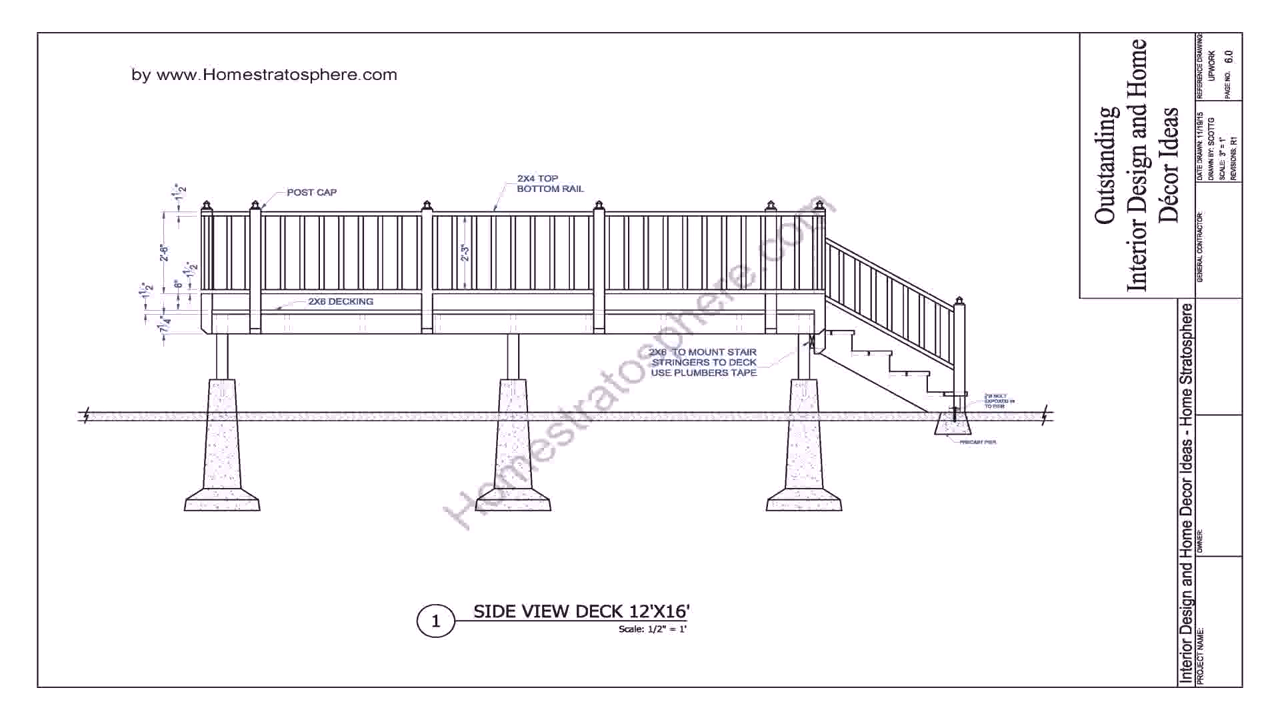 by www.Homestratosphere.com
1½"
POST CAP
2X4 TOP
BOTTOM RAIL
2'-6"
2'-3"
1½"
6"
1½"
2X6 DECKING
7¼"
2X6 TO MOUNT STAIR
STRINGERS TO DECK
USE PLUMBERS TAPE
PRECAST PIER
Homestratosphere.com
1
SIDE VIEW DECK 12'X16'
Scale: 1/2" = 1'
Outstanding
Interior Design and Home
Décor Ideas
REFERENCE DRAWING:
UPWORK
PAGE NO. 6.0
DATE DRAWN: 11/19/15
DRAWN BY: SCOTTG
SCALE: 3" = 1'
REVISIONS: R1
GENERAL CONTRACTOR:
Interior Design and Home Decor Ideas - Home Stratosphere
OWNER:
PROJECT NAME: